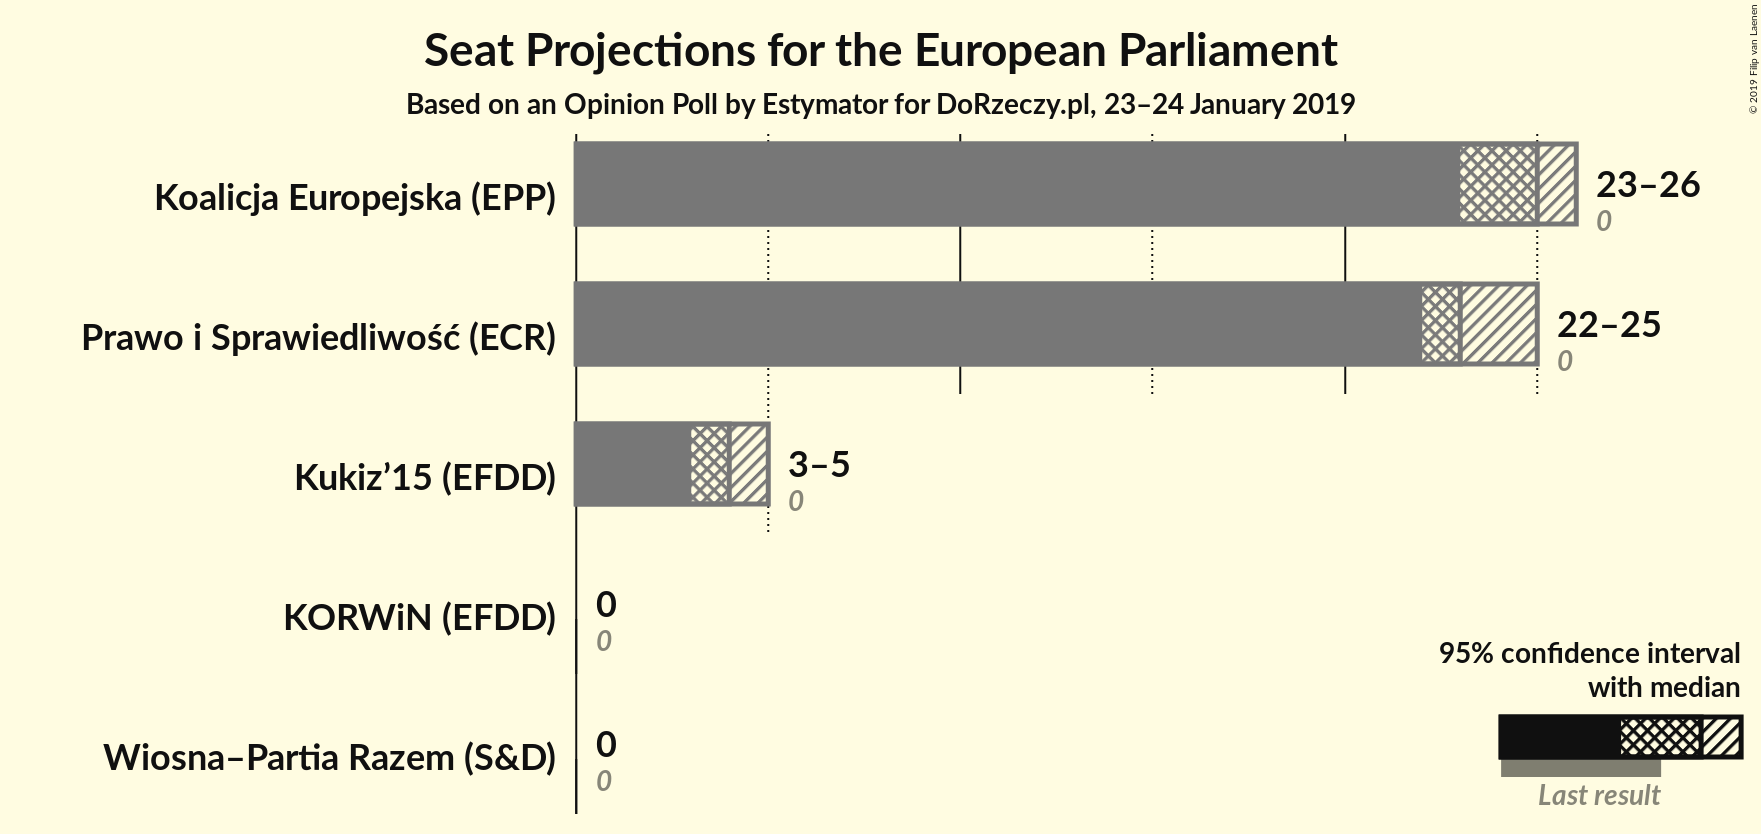 Seat Projections for the European Parliament
Based on an Opinion Poll by Estymator for DoRzeczy.pl, 23–24 January 2019
© 2019 Filip van Laenen
Koalicja Europejska (EPP)
23–26
0
Prawo i Sprawiedliwość (ECR)
22–25
0
Kukiz’15 (EFDD)
3–5
0
KORWiN (EFDD)
0
0
Wiosna–Partia Razem (S&D)
0
0
95% confidence interval
with median
Last result